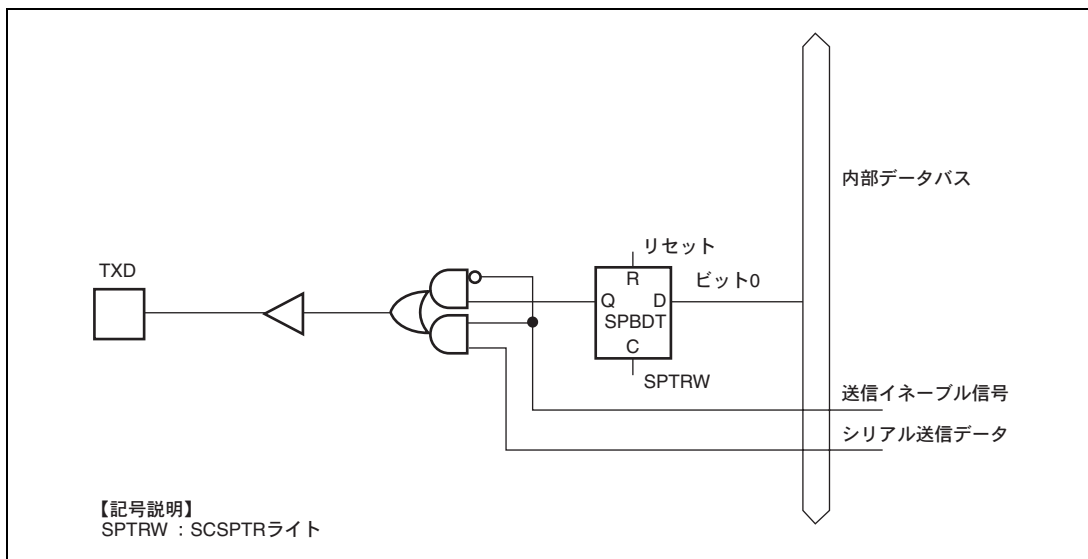 内部データバス
リセット
TXD
R
ビット0
Q D
SPBDT
C
SPTRW
送信イネーブル信号
シリアル送信データ
【記号説明】
SPTRW : SCSPTRライト